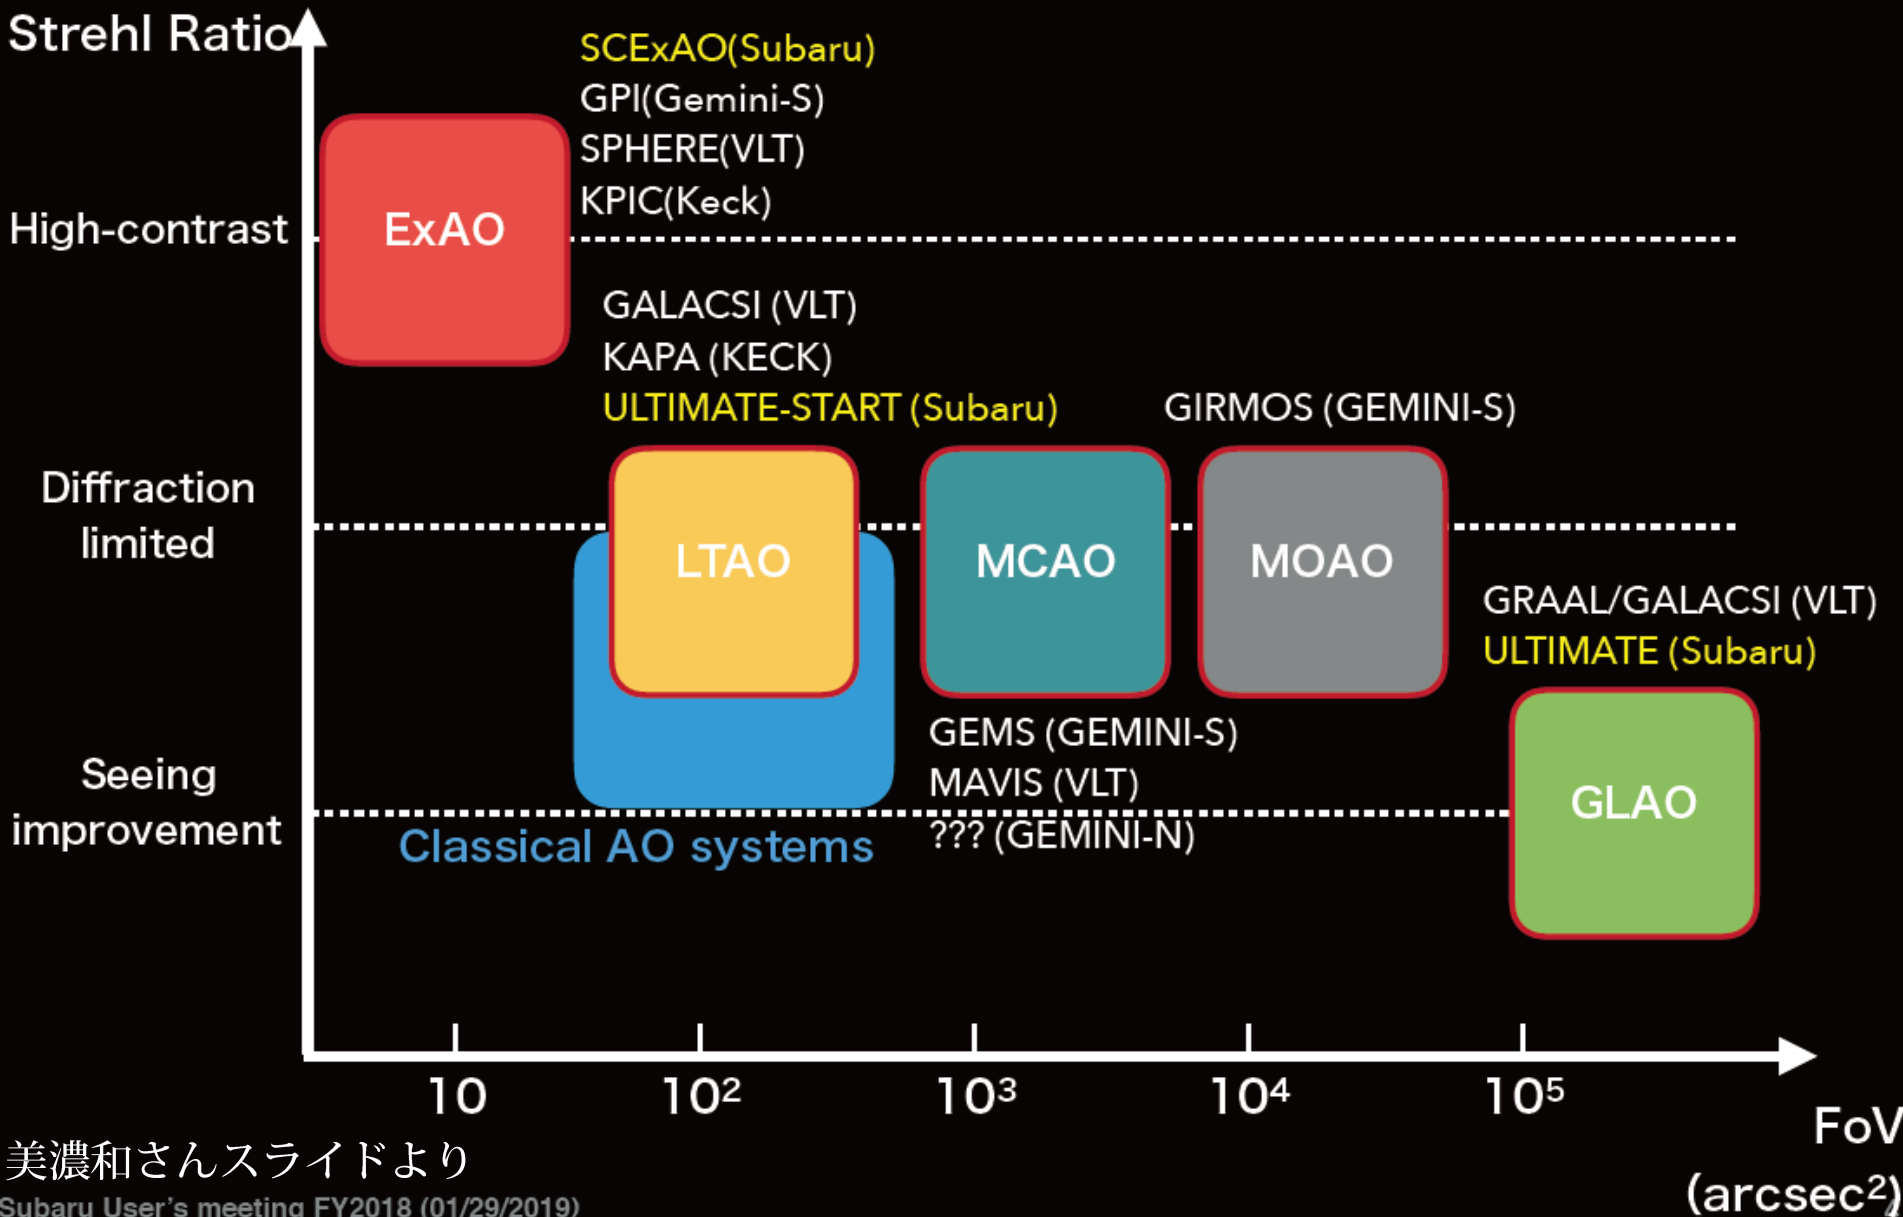 Strehl Ratio
SCExAO(Subaru)
GPI(Gemini-S)
SPHERE(VLT)
KPIC(Keck)
High-contrast
ExAO
GALACSI (VLT)
KAPA (KECK)
ULTIMATE-START (Subaru)
GIRMOS (GEMINI-S)
Diffraction
limited
LTAO
MCAO
MOAO
GRAAL/GALACSI (VLT)
ULTIMATE (Subaru)
GEMS (GEMINI-S)
MAVIS (VLT)
??? (GEMINI-N)
Seeing
improvement
GLAO
Classical AO systems
10
10²
10³
10⁴
10⁵
FoV
(arcsec²)
美濃和さんスライドより
Subaru User's meeting FY2018 (01/29/2019)